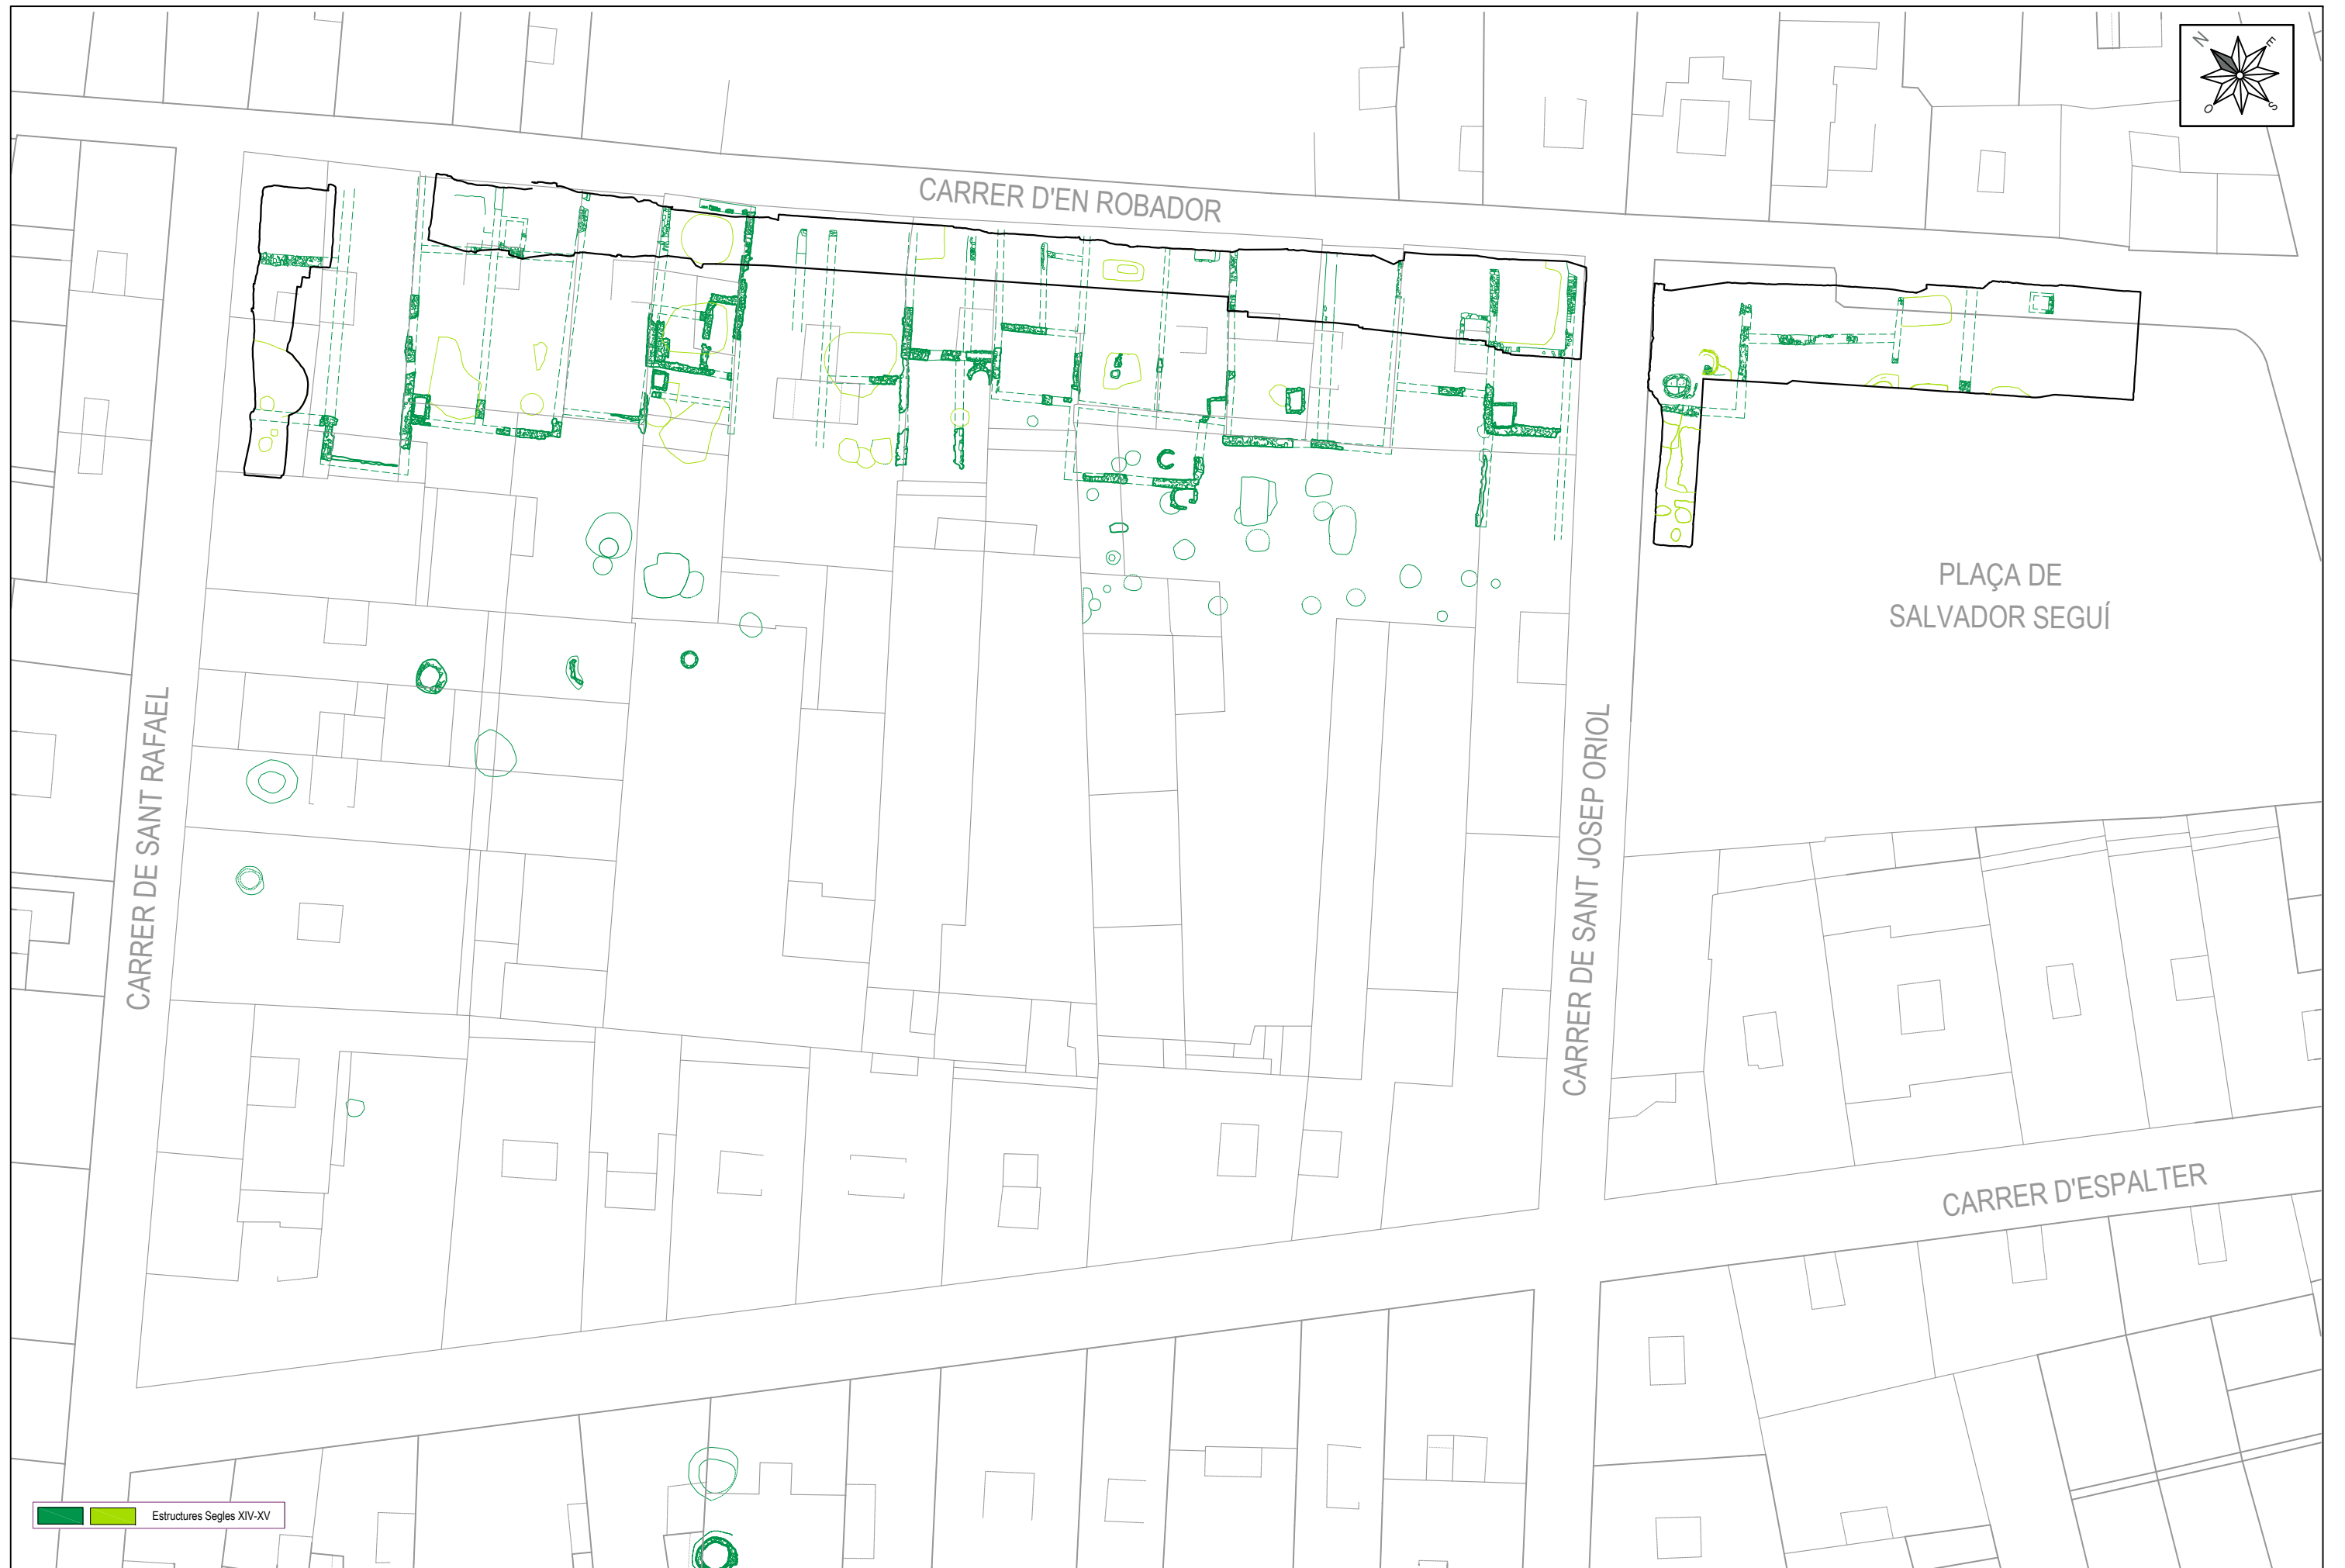 N
E
O
S
CARRER D'EN ROBADOR
PLAÇA DE
SALVADOR SEGUÍ
CARRER DE SANT RAFAEL
CARRER DE SANT JOSEP ORIOL
CARRER D'ESPALTER
Estructures Segles XIV-XV